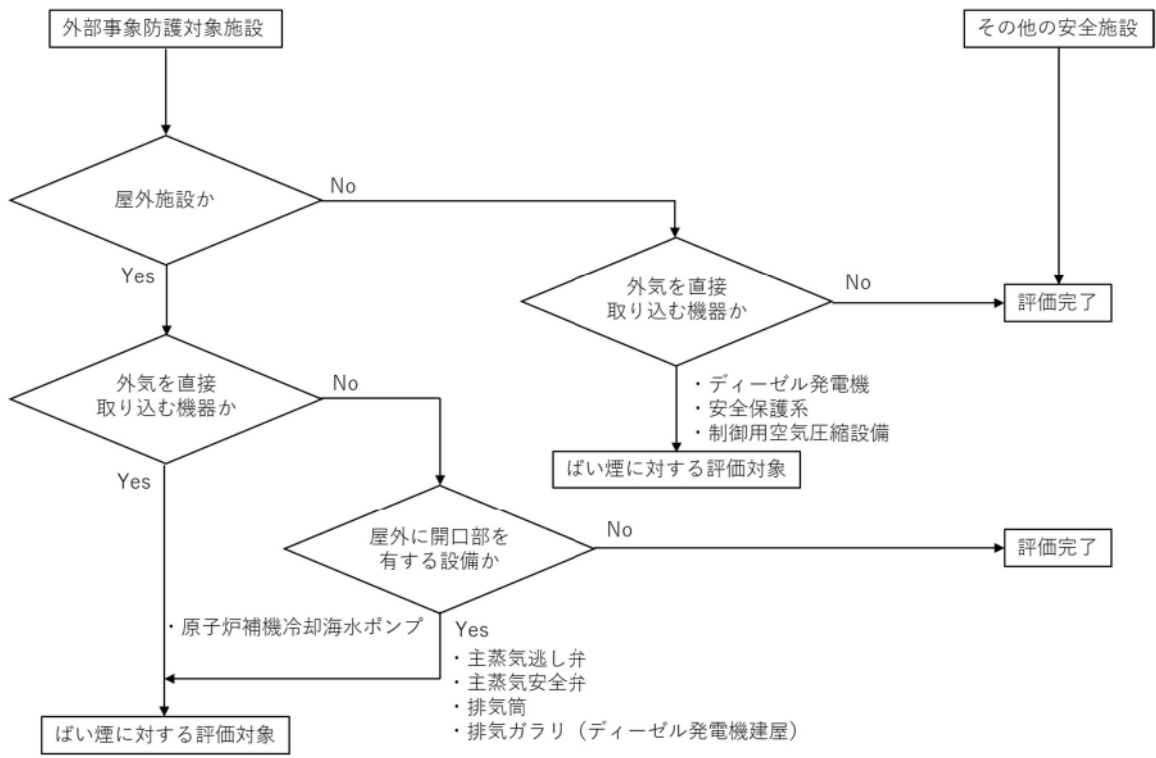 外部事象防護対象施設
その他の安全施設
屋外施設か
No
Yes
外気を直接
取り込む機器か
No
評価完了
・ディーゼル発電機
・安全保護系
・制御用空気圧縮設備
ばい煙に対する評価対象
外気を直接
取り込む機器か
No
Yes
屋外に開口部を
有する設備か
No
評価完了
・原子炉補機冷却海水ポンプ
Yes
・主蒸気逃し弁
・主蒸気安全弁
・排気筒
・排気ガラリ（ディーゼル発電機建屋）
ばい煙に対する評価対象